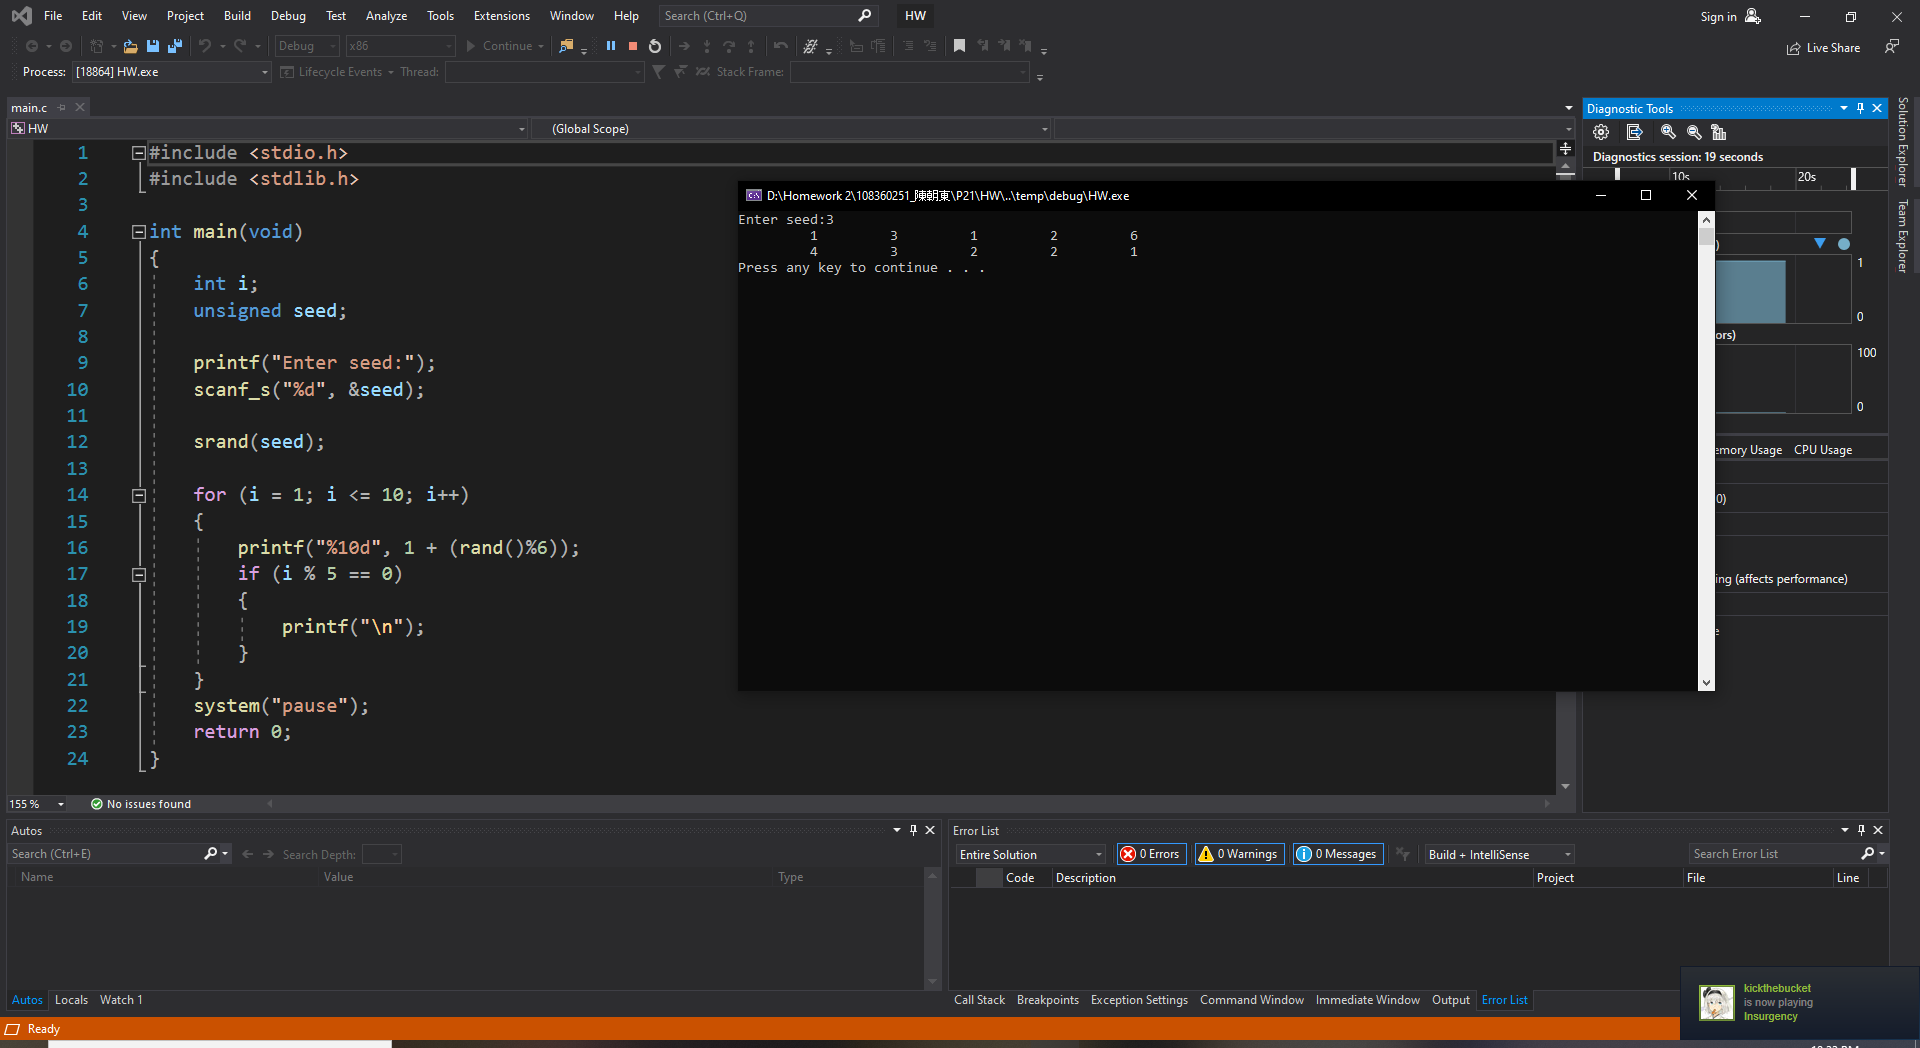 File Edit View Project Build Debug Test Analyze Tools Extensions Window Help Search (Ctrl+Q) HW Sign in
Debug x86 Continue Live Share
Process: [18864] HW.exe Lifecycle Events Thread: Stack Frame:
main.c
HW (Global Scope)
1 #include <stdio.h>
2 #include <stdlib.h>
3
4 int main(void)
5 {
6 int i;
7 unsigned seed;
8
9 printf("Enter seed:");
10 scanf_s("%d", &seed);
11
12 srand(seed);
13
14 for (i = 1; i <= 10; i++)
15 {
16 printf("%10d", 1 + (rand()%6));
17 if (i % 5 == 0)
18 {
19 printf("\n");
20 }
21 }
22 system("pause");
23 return 0;
24 }
155 % No issues found
D:\Homework 2\108360251_陳朝東\P21\HW\..\temp\debug\HW.exe
Enter seed:3
1 3 1 2 6
4 3 2 2 1
Press any key to continue . . .
Diagnostic Tools
Diagnostics session: 19 seconds
10s 20s
)
1
0
ors)
100
0
emory Usage CPU Usage
0)
ing (affects performance)
e
Solution Explorer
Team Explorer
Autos
Search (Ctrl+E) Search Depth:
Name Value Type
Autos Locals Watch 1
Error List
Entire Solution 0 Errors 0 Warnings 0 Messages Build + IntelliSense Search Error List
Code Description Project File Line
Call Stack Breakpoints Exception Settings Command Window Immediate Window Output Error List
kickthebucket
is now playing
Insurgency
Ready